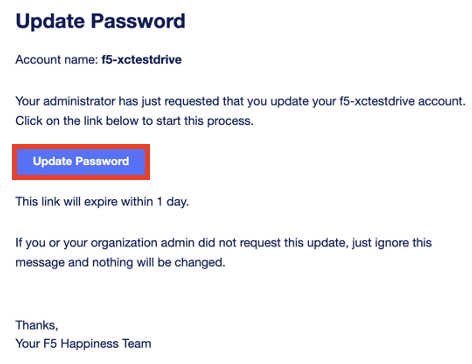 Update Password
Account name: f5-xctestdrive
Your administrator has just requested that you update your f5-xctestdrive account.
Click on the link below to start this process.
Update Password
This link will expire within 1 day.
If you or your organization admin did not request this update, just ignore this
message and nothing will be changed.
Thanks,
Your F5 Happiness Team